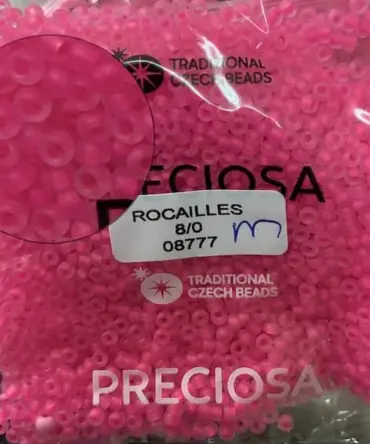 TRADITIONAL
CZECH BEADS
PRECIOSA
ROCAILLES
8/0
08777 m
TRADITIONAL
CZECH BEADS
PRECIOSA